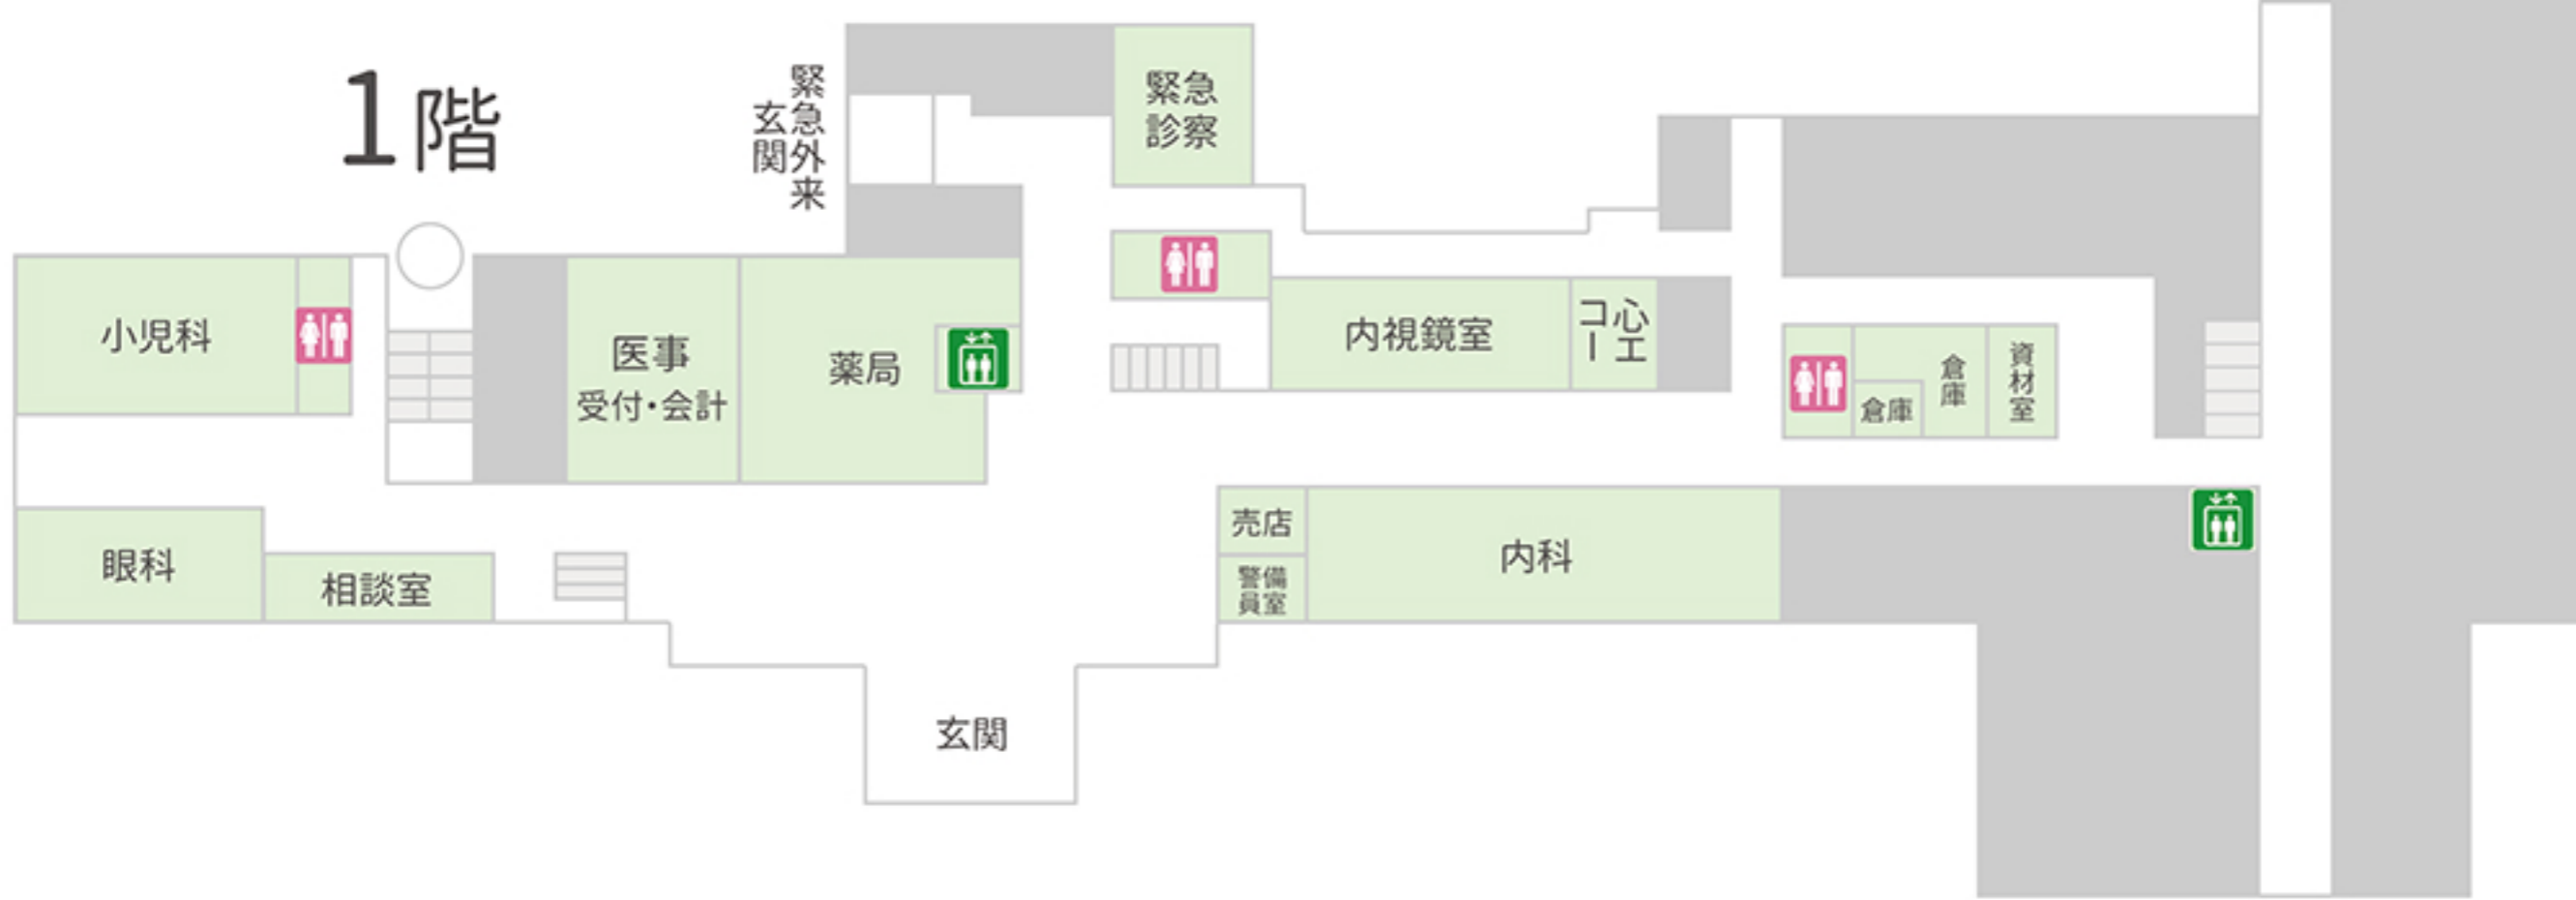 1階
緊急外来
玄関
緊急
診察
小児科
医事
受付・会計
薬局
内視鏡室
心エ
コー
倉庫
倉庫
資材室
眼科
相談室
売店
警備
員室
内科
玄関